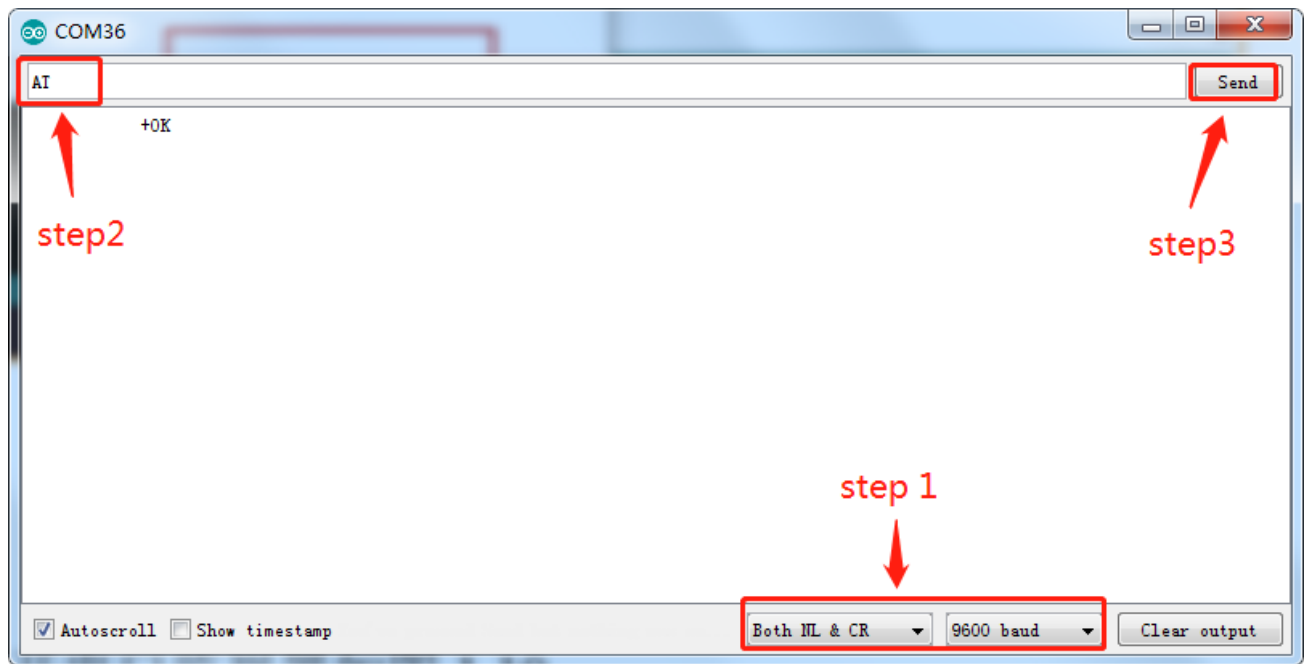 COM36
AI
Send
+OK
step2
step3
step 1
Autoscroll Show timestamp Both NL & CR 9600 baud Clear output